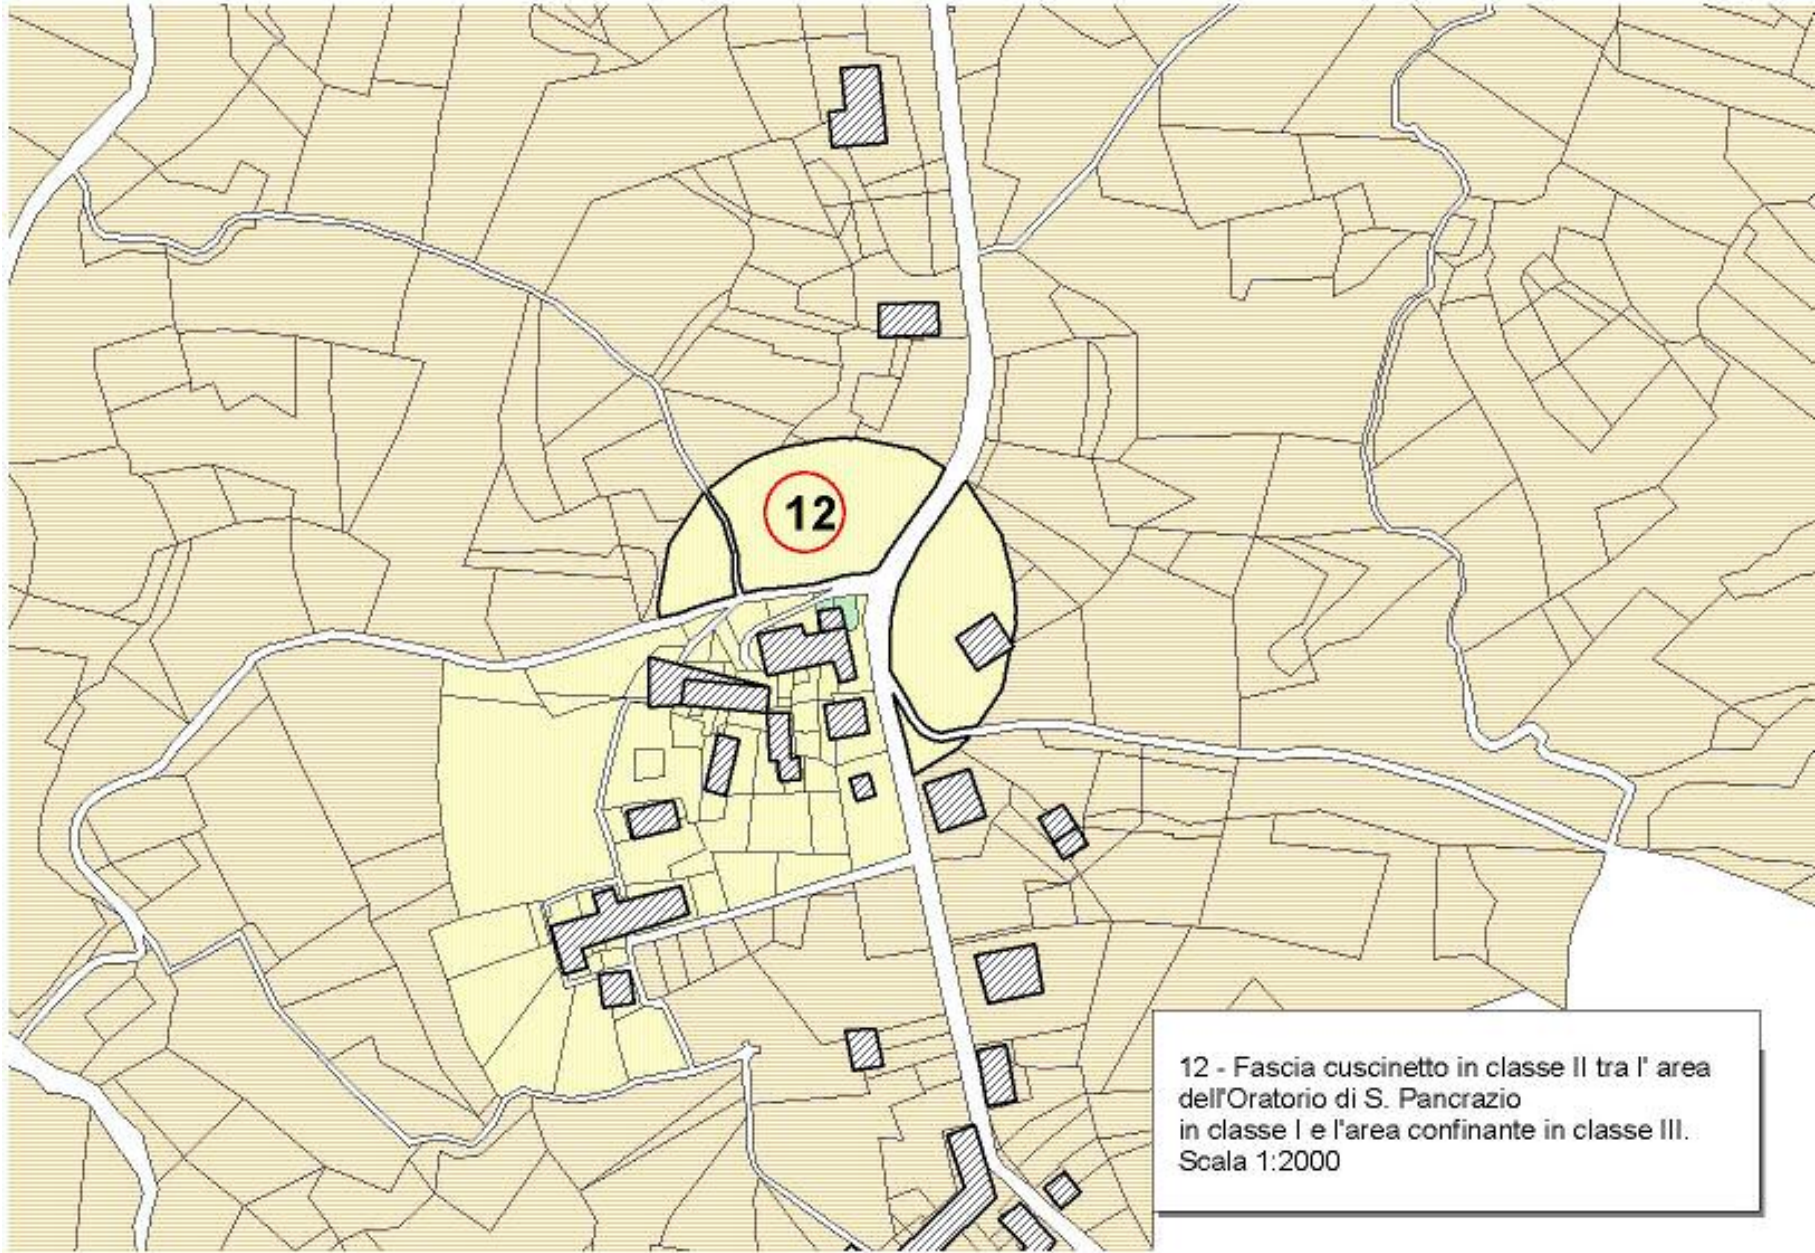 12
12 - Fascia cuscinetto in classe II tra l' area
dell'Oratorio di S. Pancrazio
in classe I e l'area confinante in classe III.
Scala 1:2000